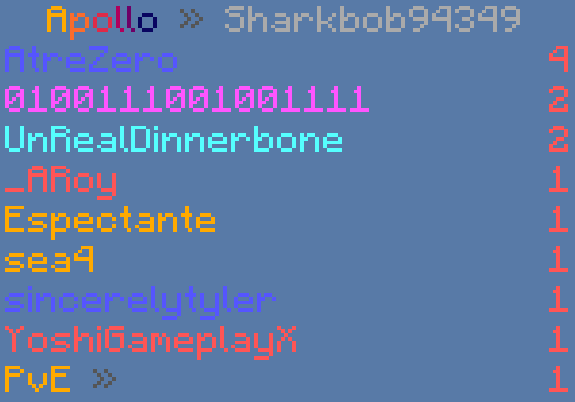 Apollo » Sharkbob94349
AtreZero 4
0100111001001111 2
UnRealDinnerbone 2
_ARoy 1
Espectante 1
sea4 1
sincerelytyler 1
YoshiGameplayX 1
PvE » 1